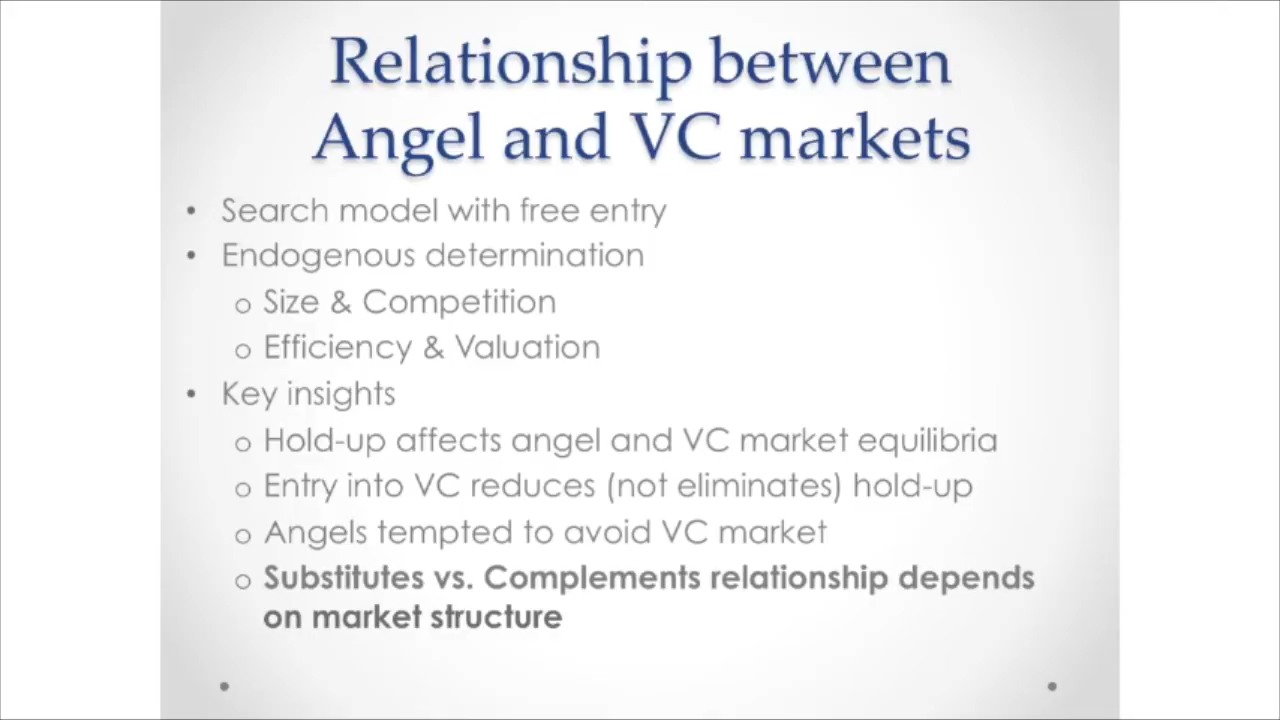 Relationship between
Angel and VC markets
• Search model with free entry
• Endogenous determination
o Size & Competition
o Efficiency & Valuation
• Key insights
o Hold-up affects angel and VC market equilibria
o Entry into VC reduces (not eliminates) hold-up
o Angels tempted to avoid VC market
o Substitutes vs. Complements relationship depends
on market structure